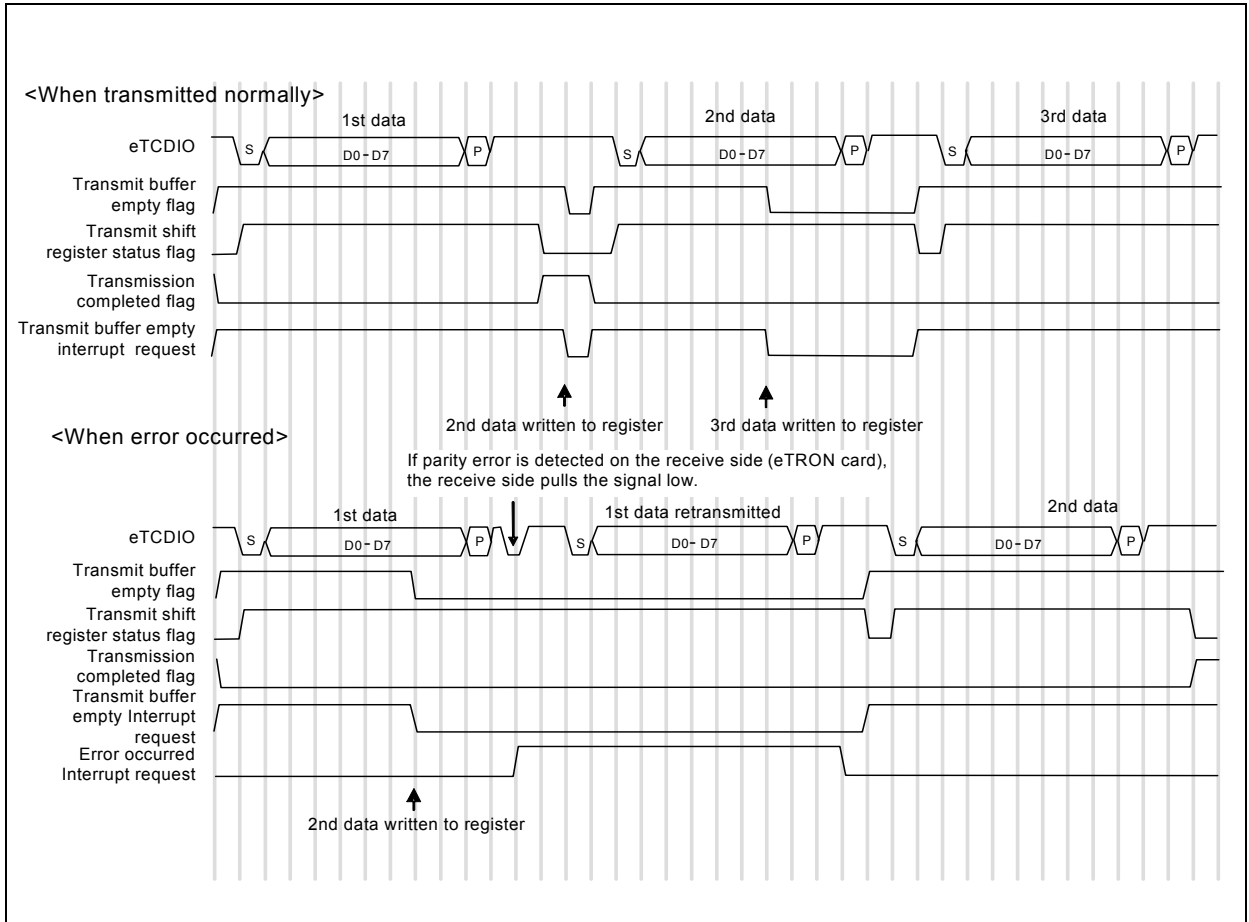 <When transmitted normally>
1st data
2nd data
3rd data
eTCDIO
S
D0-D7
P
S
D0-D7
P
S
D0-D7
P
Transmit buffer
empty flag
Transmit shift
register status flag
Transmission
completed flag
Transmit buffer empty
interrupt request
2nd data written to register
3rd data written to register
<When error occurred>
If parity error is detected on the receive side (eTRON card),
the receive side pulls the signal low.
1st data
1st data retransmitted
2nd data
eTCDIO
S
D0-D7
P
S
D0-D7
P
S
D0-D7
P
Transmit buffer
empty flag
Transmit shift
register status flag
Transmission
completed flag
Transmit buffer
empty Interrupt
request
Error occurred
Interrupt request
2nd data written to register